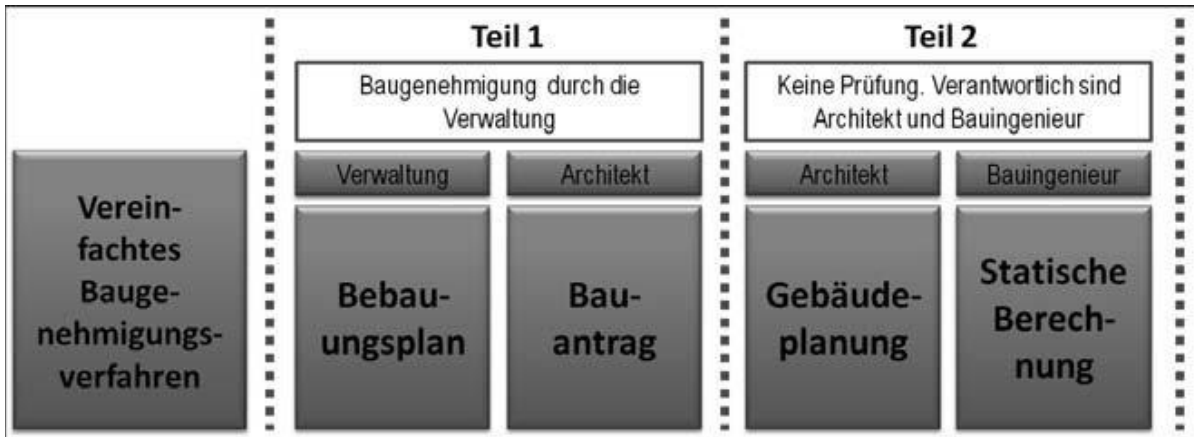 Verein-
fachtes
Bauge-
nehmigungs-
verfahren
Teil 1
Baugenehmigung durch die
Verwaltung
Verwaltung
Architekt
Bebau-
ungsplan
Bau-
antrag
Teil 2
Keine Prüfung. Verantwortlich sind
Architekt und Bauingenieur
Architekt
Bauingenieur
Gebäude-
planung
Statische
Berech-
nung